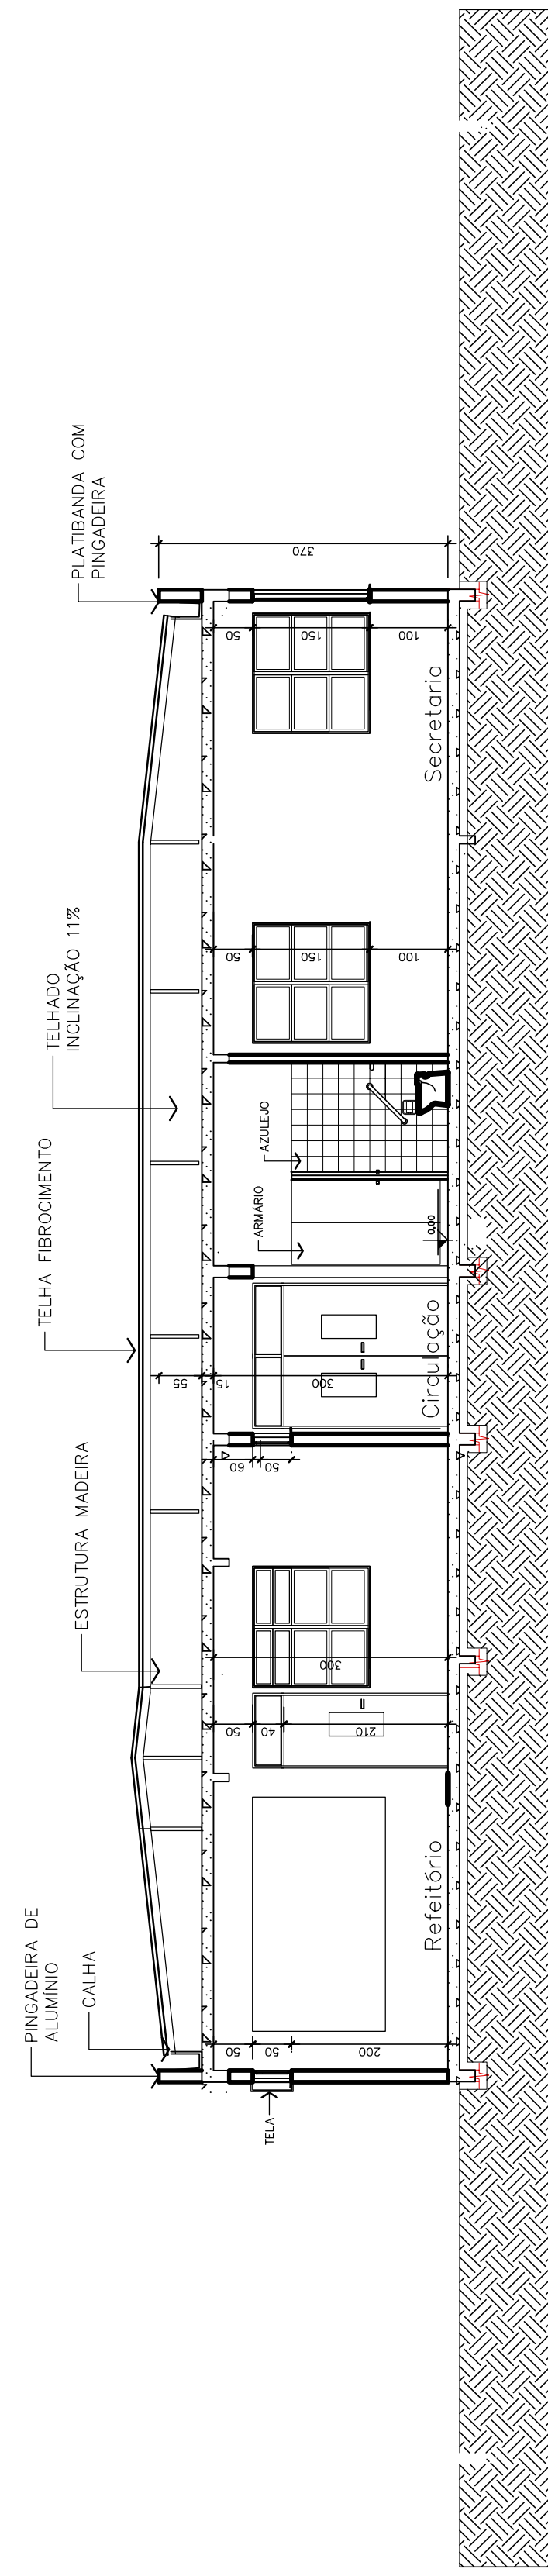 PINGADEIRA DE
ALUMÍNIO
CALHA
ESTRUTURA MADEIRA
TELHA FIBROCIMENTO
TELHADO
INCLINAÇÃO 11%
PLATIBANDA COM
PINGADEIRA
TELA
50
50
200
Refeitório
50
40
210
300
60
50
55
15
300
Circulação
ARMÁRIO
0,00
AZULEJO
50
150
100
Secretaria
50
150
100
370